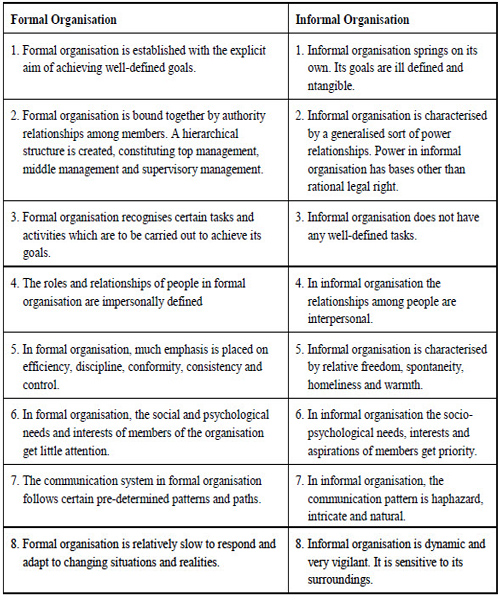 Formal Organisation
Informal Organisation
1. Formal organisation is established with the explicit
aim of achieving well-defined goals.
1. Informal organisation springs on its
own. Its goals are ill defined and
ntangible.
2. Formal organisation is bound together by authority
relationships among members. A hierarchical
structure is created, constituting top management,
middle management and supervisory management.
2. Informal organisation is characterised
by a generalised sort of power
relationships. Power in informal
organisation has bases other than
rational legal right.
3. Formal organisation recognises certain tasks and
activities which are to be carried out to achieve its
goals.
3. Informal organisation does not have
any well-defined tasks.
4. The roles and relationships of people in formal
organisation are impersonally defined
4. In informal organisation the
relationships among people are
interpersonal.
5. In formal organisation, much emphasis is placed on
efficiency, discipline, conformity, consistency and
control.
5. Informal organisation is characterised
by relative freedom, spontaneity,
homeliness and warmth.
6. In formal organisation, the social and psychological
needs and interests of members of the organisation
get little attention.
6. In informal organisation the socio-
psychological needs, interests and
aspirations of members get priority.
7. The communication system in formal organisation
follows certain pre-determined patterns and paths.
7. In informal organisation, the
communication pattern is haphazard,
intricate and natural.
8. Formal organisation is relatively slow to respond and
adapt to changing situations and realities.
8. Informal organisation is dynamic and
very vigilant. It is sensitive to its
surroundings.